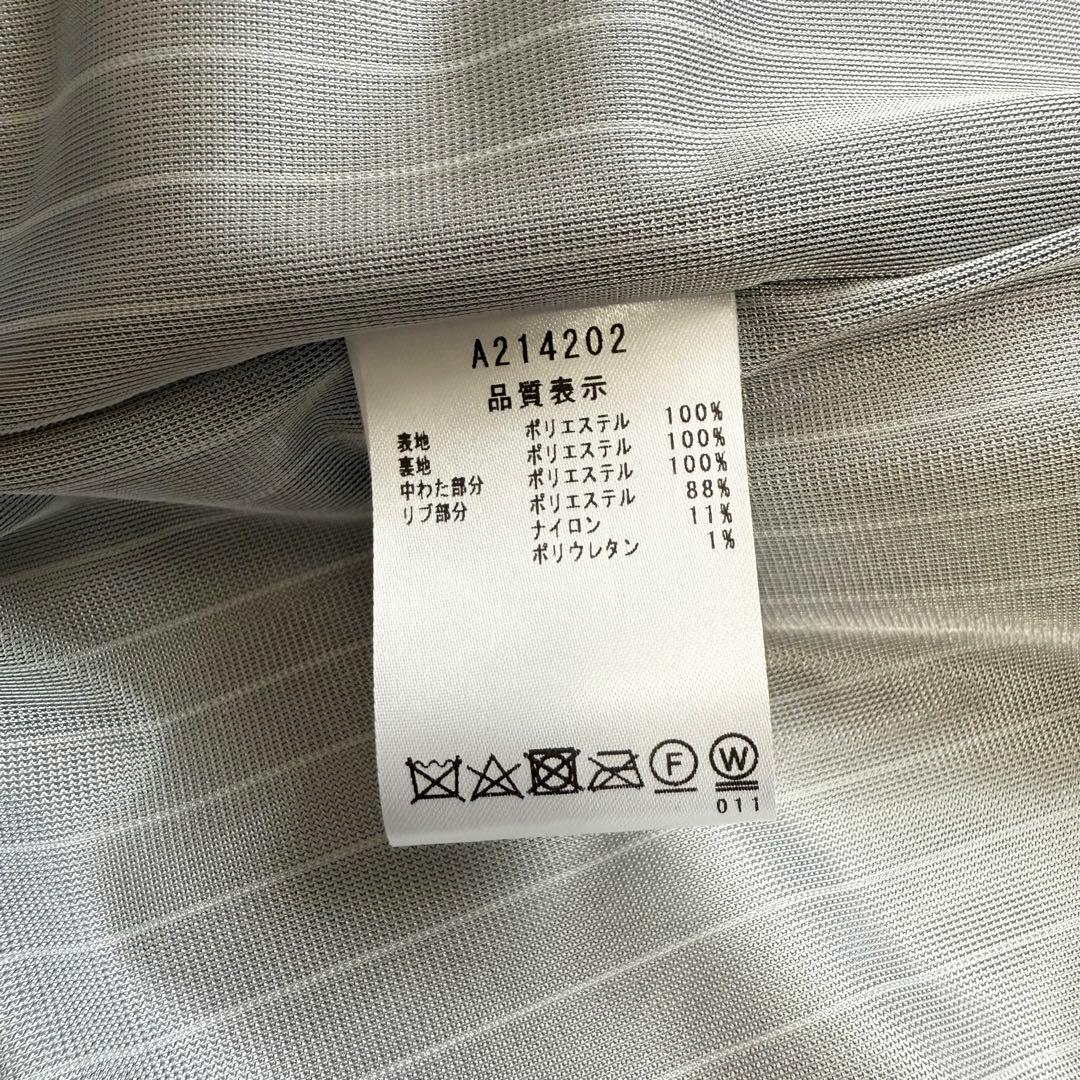 A214202
品質表示
表地 ポリエステル 100%
裏地 ポリエステル 100%
中わた部分 ポリエステル 100%
リブ部分 ポリエステル 88%
ナイロン 11%
ポリウレタン 1%
F W
011